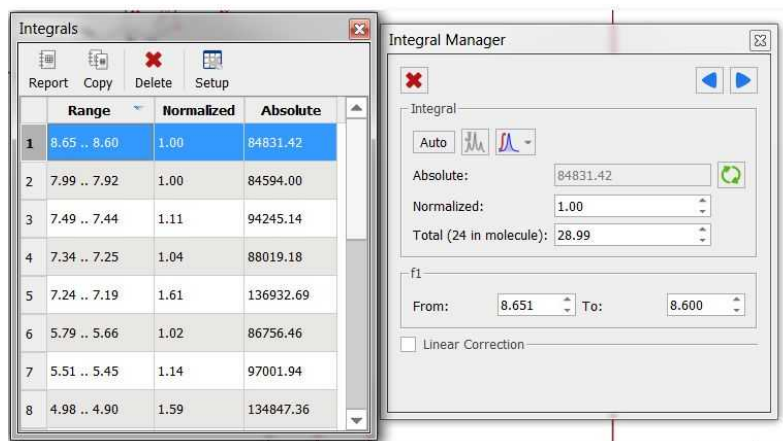 Integrals
Report Copy Delete Setup
Range Normalized Absolute
1 8.65 .. 8.60 1.00 84831.42
2 7.99 .. 7.92 1.00 84594.00
3 7.49 .. 7.44 1.11 94245.14
4 7.34 .. 7.25 1.04 88019.18
5 7.24 .. 7.19 1.61 136932.69
6 5.79 .. 5.66 1.02 86756.46
7 5.51 .. 5.45 1.14 97001.94
8 4.98 .. 4.90 1.59 134847.36
Integral Manager
Integral
Auto
Absolute: 84831.42
Normalized: 1.00
Total (24 in molecule): 28.99
f1
From: 8.651 To: 8.600
Linear Correction